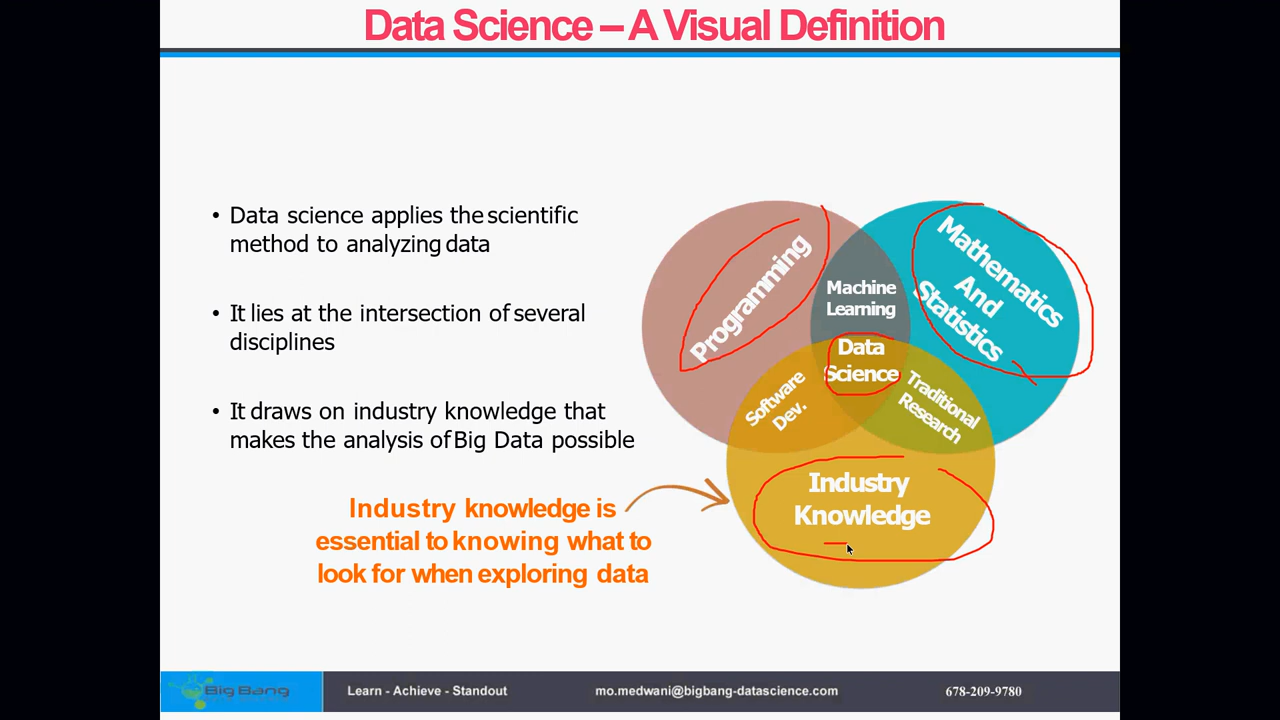 Data Science – A Visual Definition
• Data science applies the scientific
method to analyzing data
• It lies at the intersection of several
disciplines
• It draws on industry knowledge that
makes the analysis of Big Data possible
Industry knowledge is
essential to knowing what to
look for when exploring data
Programming
Mathematics
And
Statistics
Machine
Learning
Data
Science
Software
Dev.
Traditional
Research
Industry
Knowledge
Big Bang
Learn - Achieve - Standout
mo.medwani@bigbang-datascience.com
678-209-9780